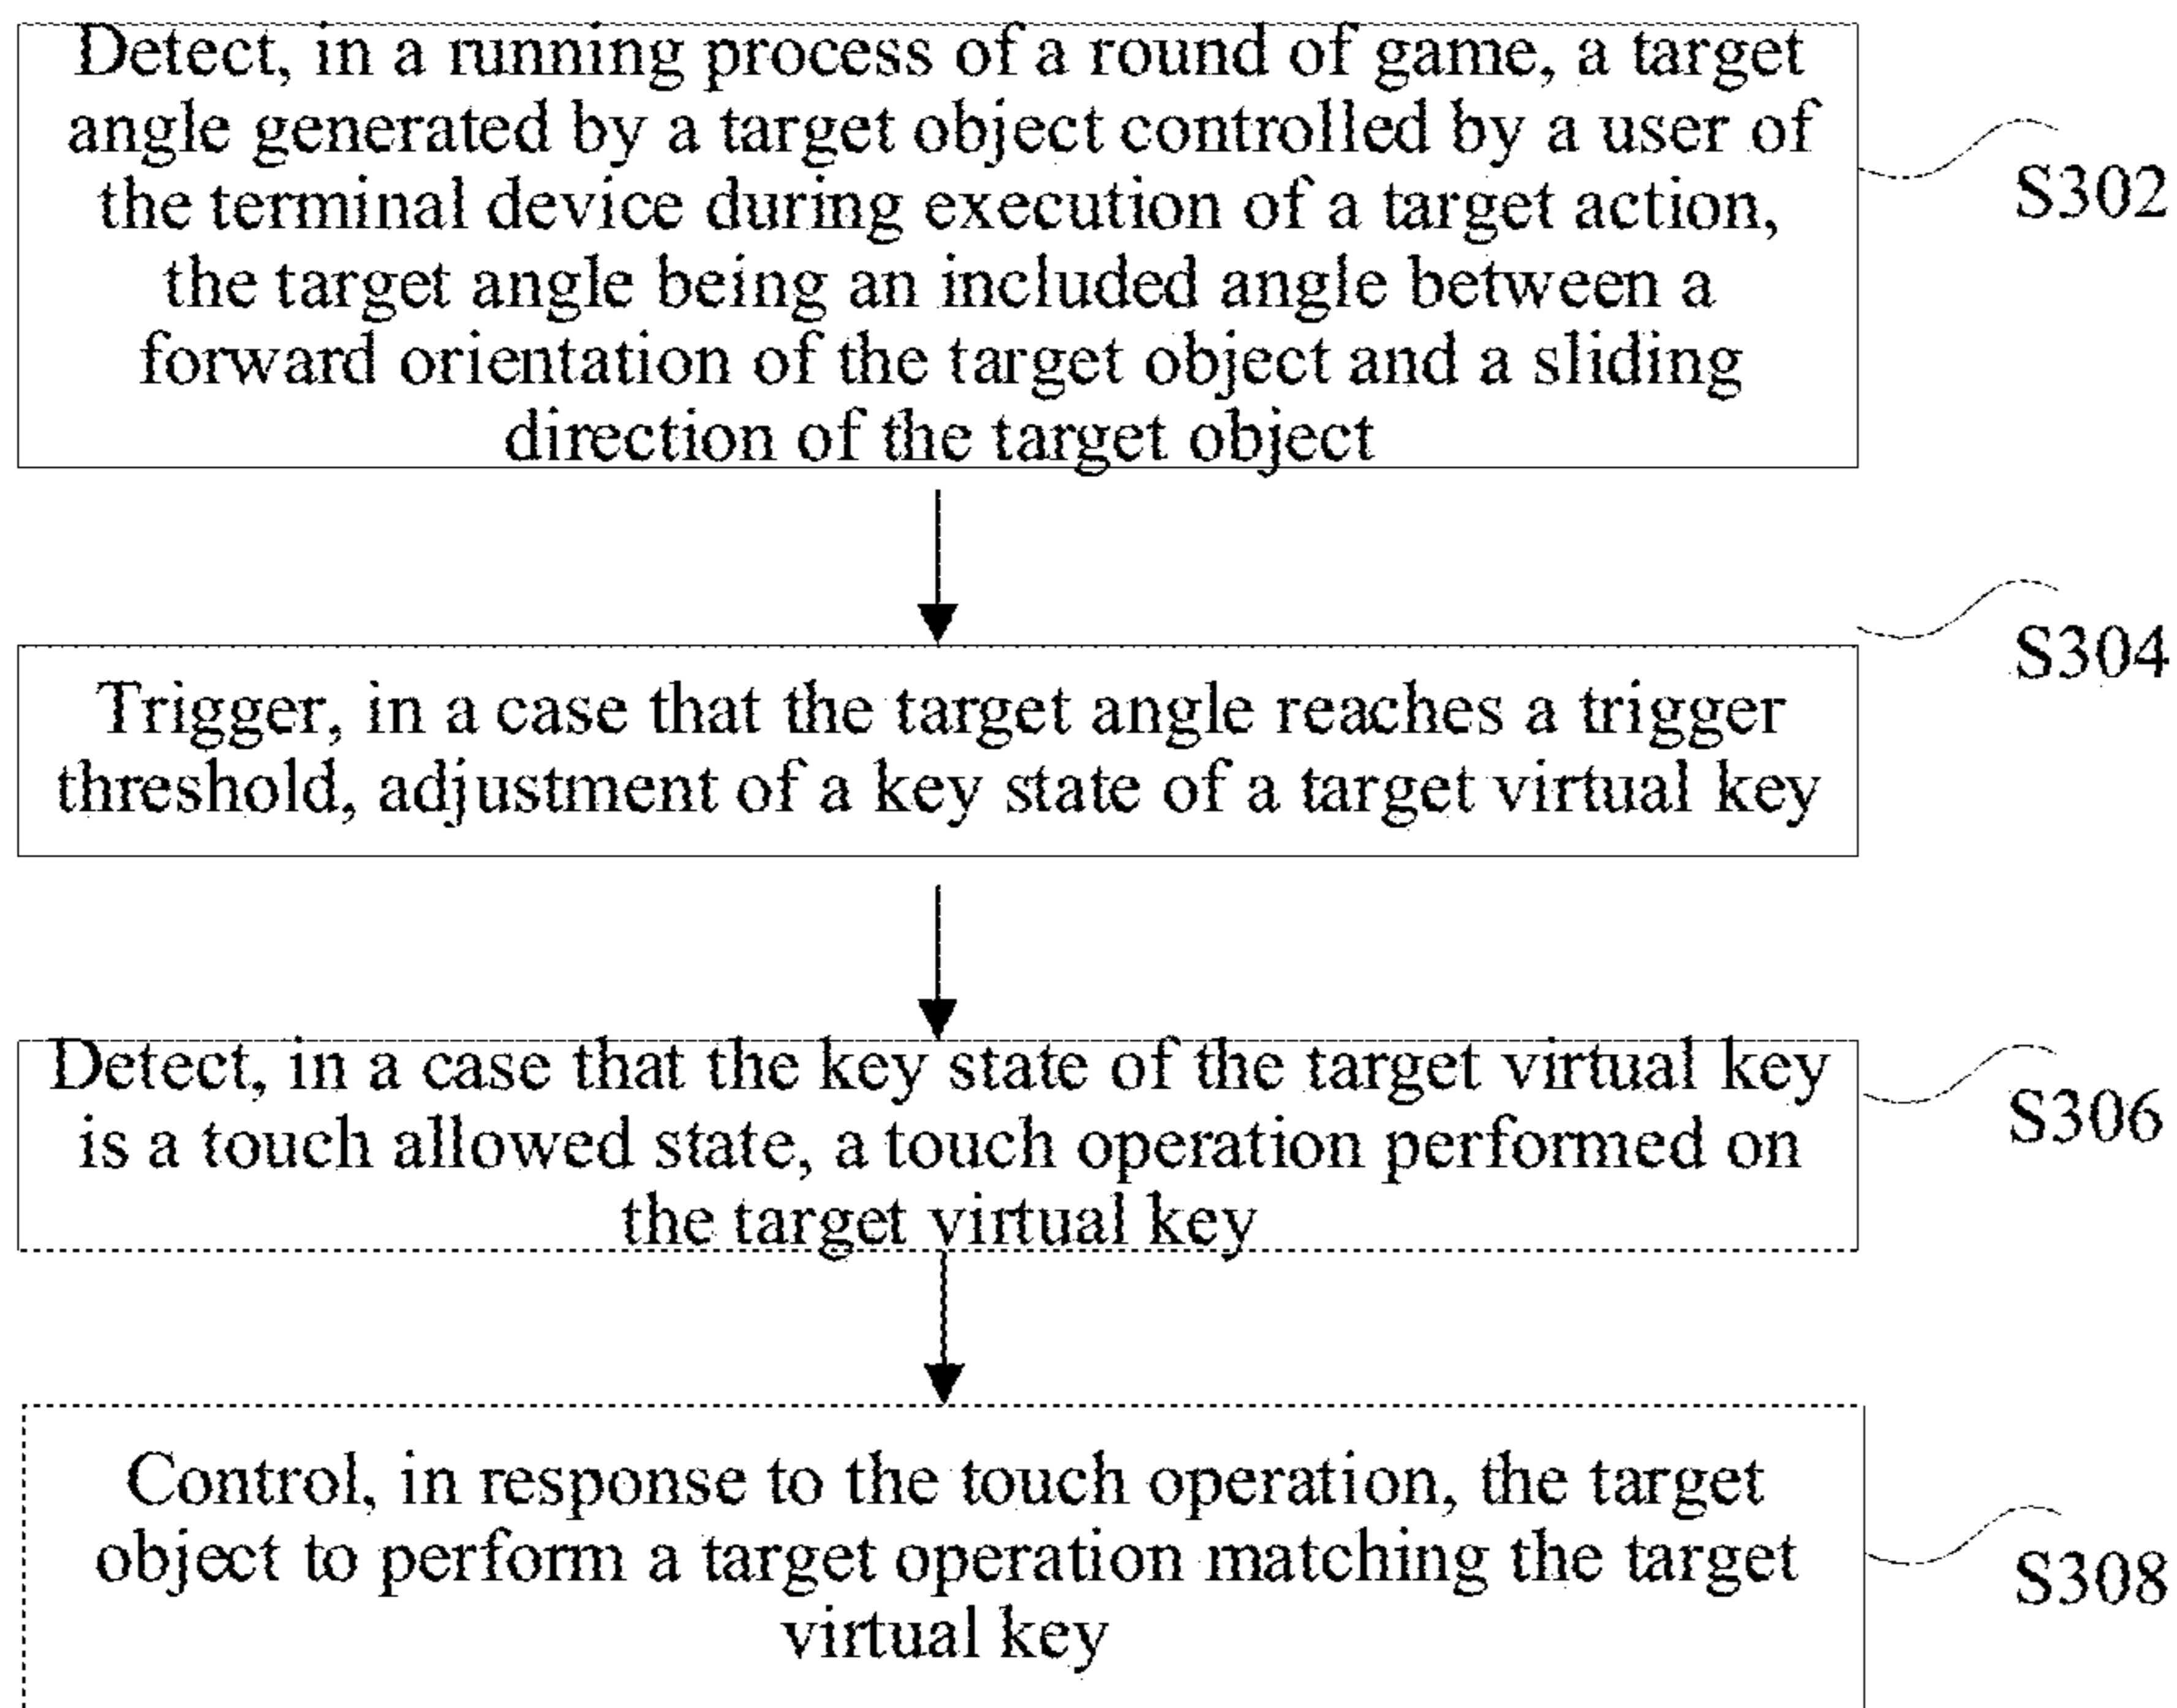 Detect, in a running process of a round of game, a target
angle generated by a target object controlled by a user of
the terminal device during execution of a target action,
the target angle being an included angle between a
forward orientation of the target object and a sliding
direction of the target object
S302
Trigger, in a case that the target angle reaches a trigger
threshold, adjustment of a key state of a target virtual key
S304
Detect, in a case that the key state of the target virtual key
is a touch allowed state, a touch operation performed on
the target virtual key
S306
Control, in response to the touch operation, the target
object to perform a target operation matching the target
virtual key
S308